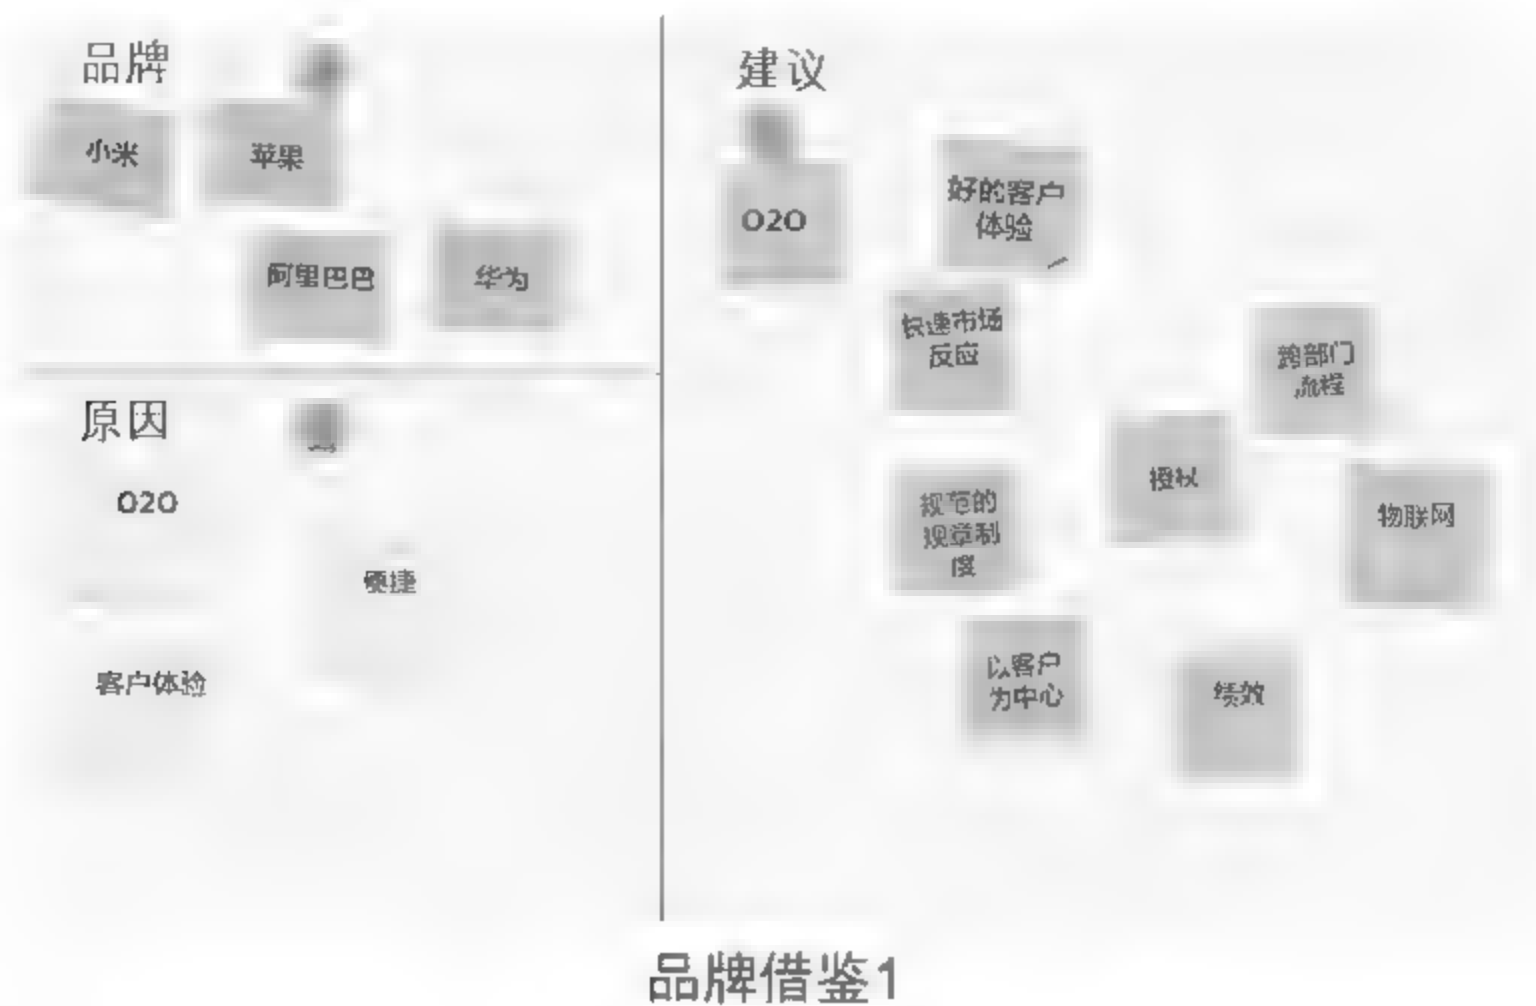 品牌
小米
苹果
阿里巴巴
华为
原因
O2O
便捷
客户体验
建议
O2O
好的客户
体验
快速市场
反应
跨部门
流程
授权
物联网
规范的
规章制
度
以客户
为中心
绩效
品牌借鉴1